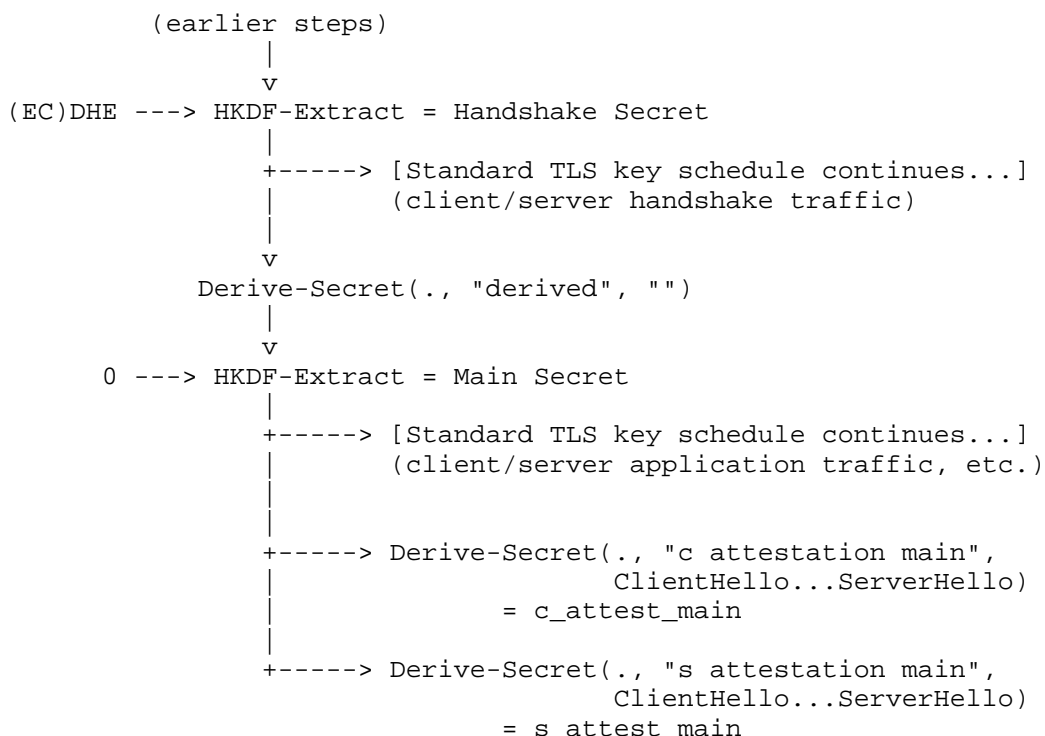 (earlier steps)
|
v
(EC)DHE ---> HKDF-Extract = Handshake Secret
|
+-----> [Standard TLS key schedule continues...]
| (client/server handshake traffic)
|
v
Derive-Secret(., "derived", "")
|
v
0 ---> HKDF-Extract = Main Secret
|
+-----> [Standard TLS key schedule continues...]
| (client/server application traffic, etc.)
|
|
+-----> Derive-Secret(., "c attestation main",
| ClientHello...ServerHello)
| = c_attest_main
|
+-----> Derive-Secret(., "s attestation main",
ClientHello...ServerHello)
= s_attest_main